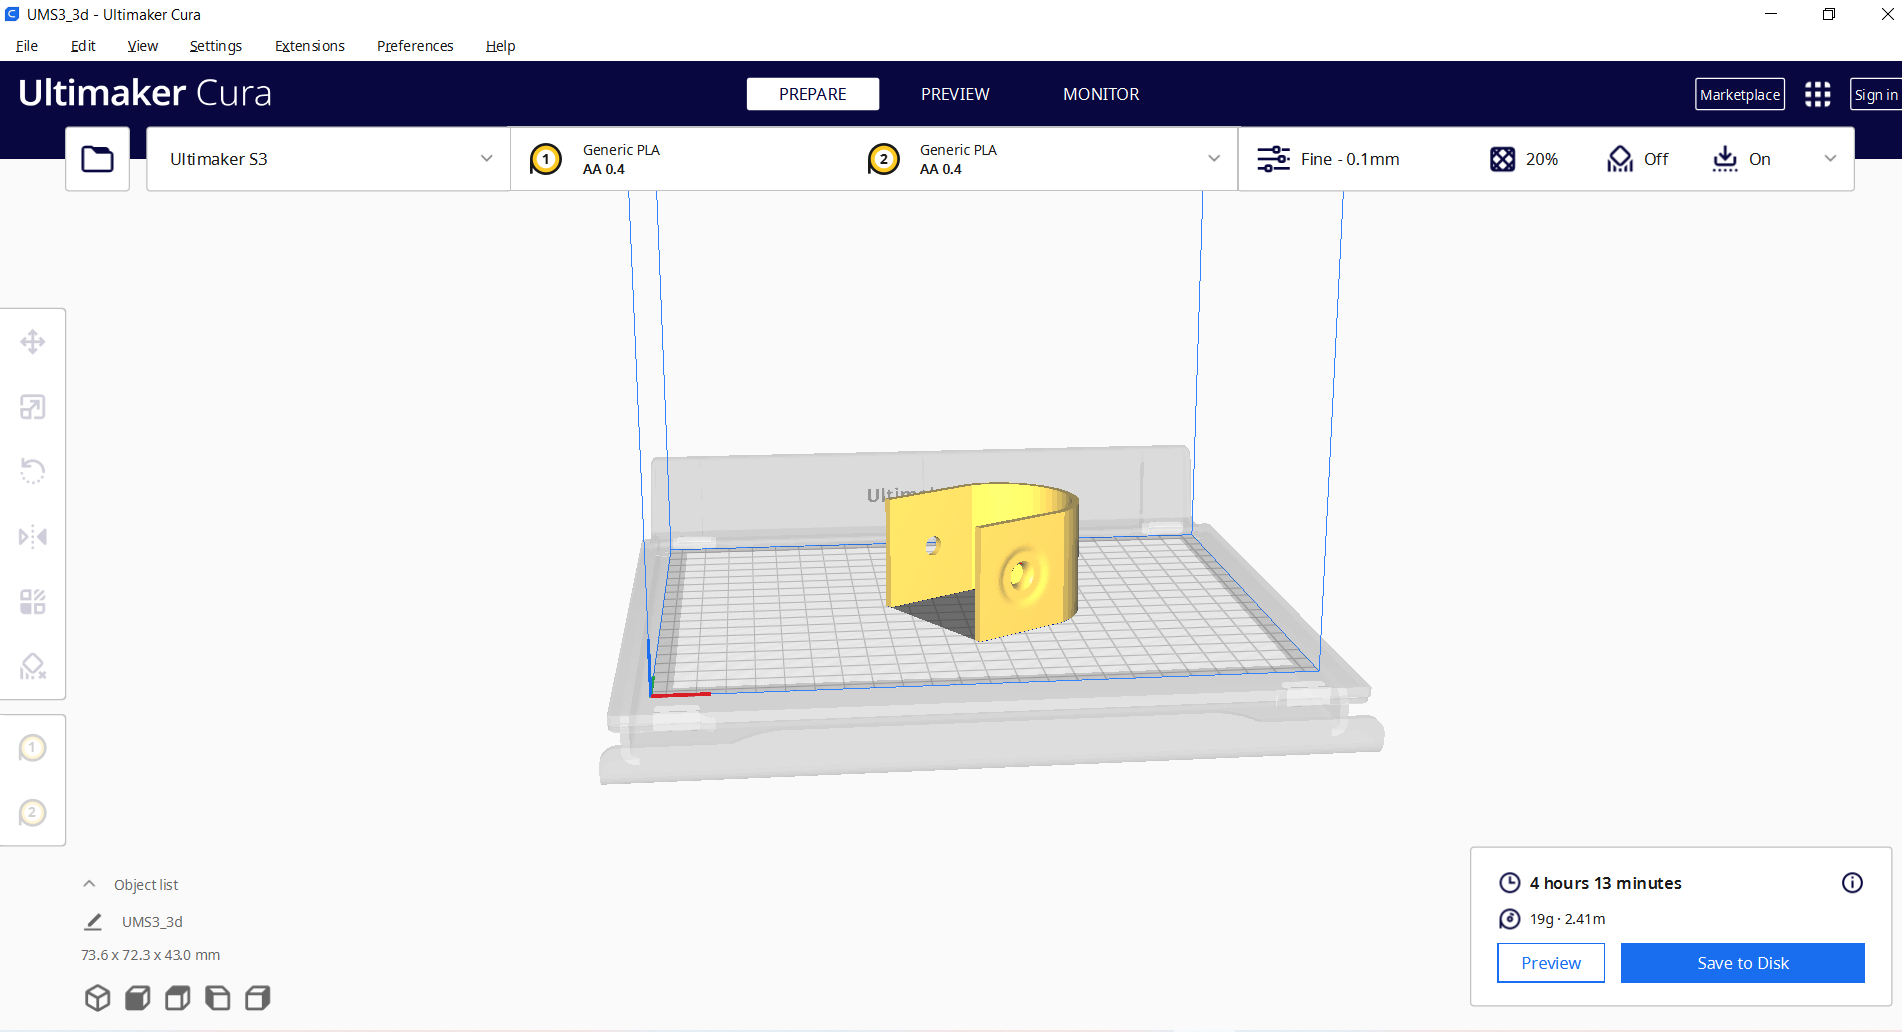 UMS3_3d - Ultimaker Cura
File Edit View Settings Extensions Preferences Help
Ultimaker Cura
PREPARE PREVIEW MONITOR
Marketplace Sign in
Ultimaker S3
1 Generic PLA
AA 0.4
2 Generic PLA
AA 0.4
Fine - 0.1mm 20% Off On
1
2
Object list
UMS3_3d
73.6 x 72.3 x 43.0 mm
4 hours 13 minutes
19g · 2.41m
Preview Save to Disk